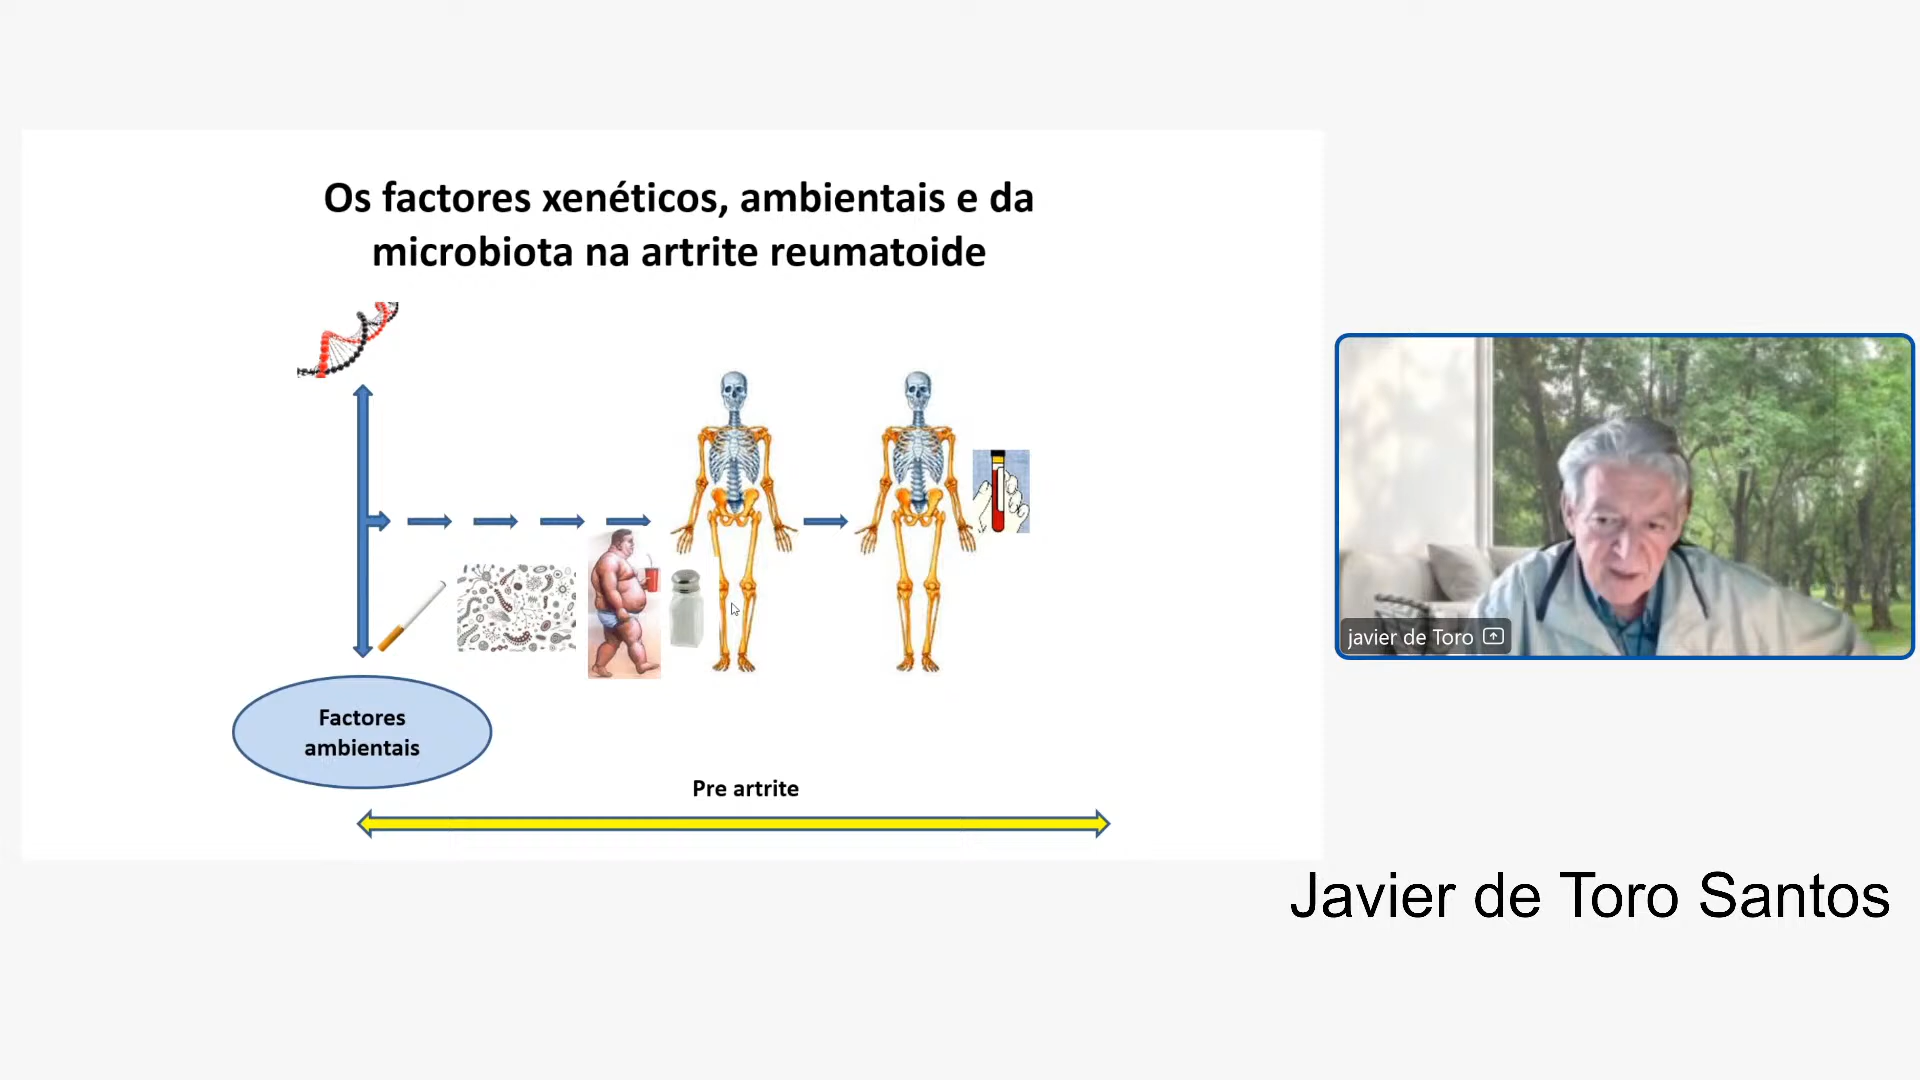 Os factores xenéticos, ambientais e da
microbiota na artrite reumatoide
Factores
ambientais
Pre artrite
javier de Toro
Javier de Toro Santos